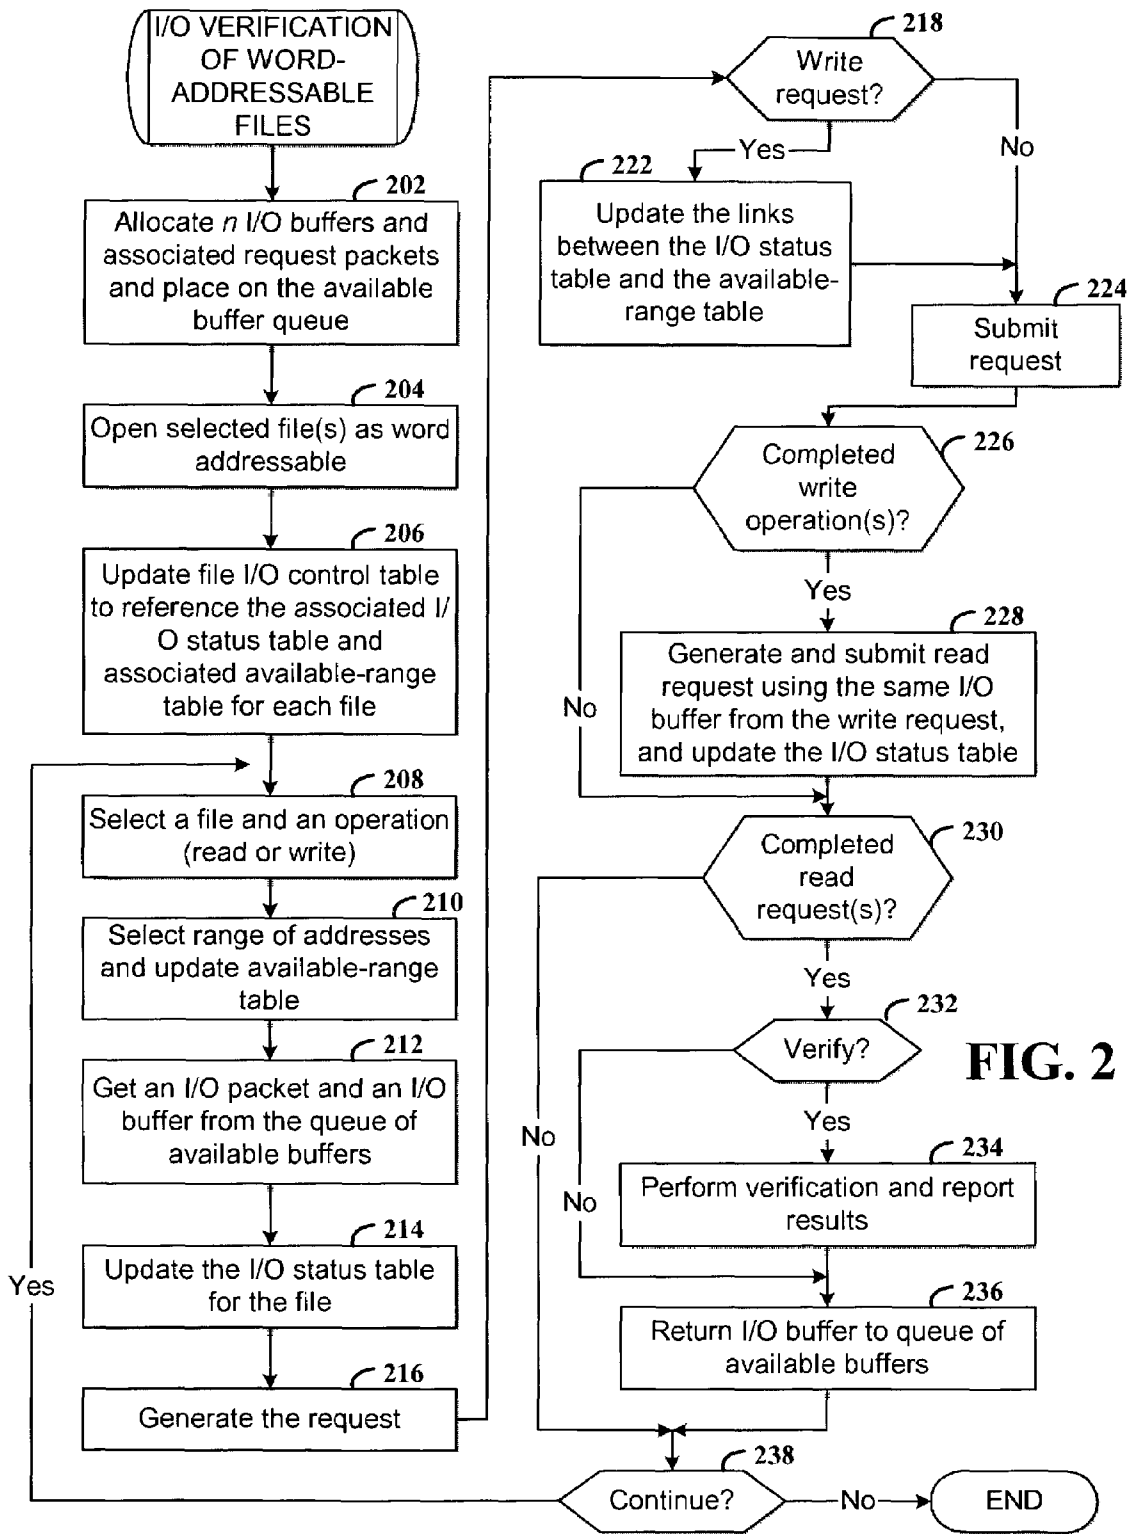 I/O VERIFICATION
OF WORD-
ADDRESSABLE
FILES
202
Allocate n I/O buffers and
associated request packets
and place on the available
buffer queue
204
Open selected file(s) as word
addressable
206
Update file I/O control table
to reference the associated I/
O status table and
associated available-range
table for each file
208
Select a file and an operation
(read or write)
210
Select range of addresses
and update available-range
table
212
Get an I/O packet and an I/O
buffer from the queue of
available buffers
214
Update the I/O status table
for the file
216
Generate the request
218
Write
request?
Yes
No
222
Update the links
between the I/O status
table and the available-
range table
224
Submit
request
226
Completed
write
operation(s)?
Yes
No
228
Generate and submit read
request using the same I/O
buffer from the write request,
and update the I/O status table
230
Completed
read
request(s)?
Yes
No
232
Verify?
Yes
No
234
Perform verification and report
results
236
Return I/O buffer to queue of
available buffers
238
Continue?
Yes
No
END
FIG. 2